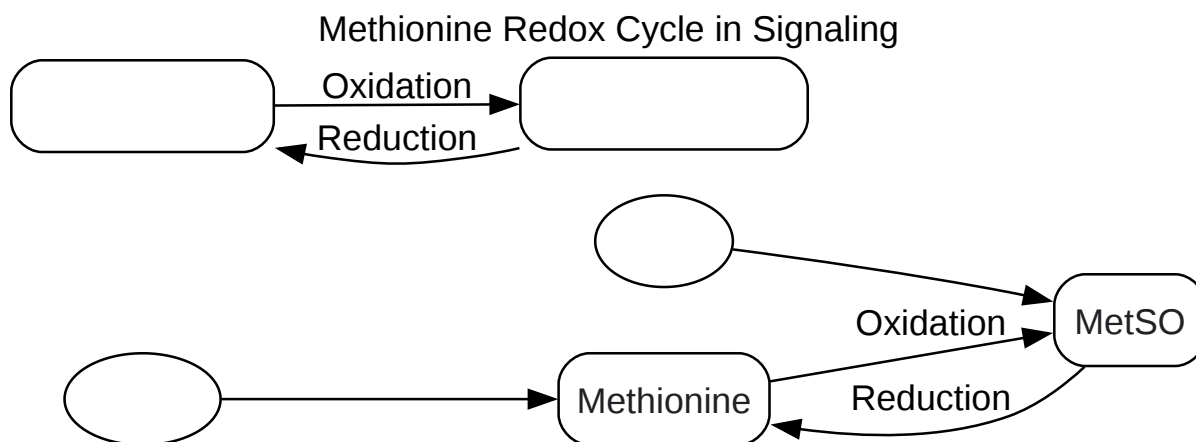 Methionine Redox Cycle in Signaling
Oxidation
Reduction
Oxidation
MetSO
Methionine
Reduction